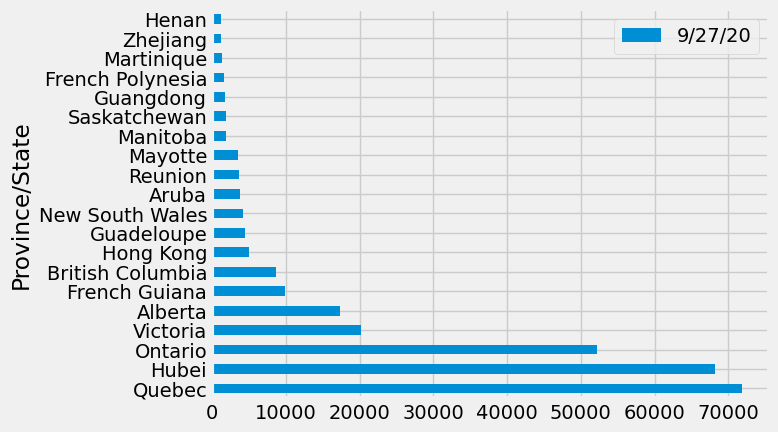 Province/State
Henan
Zhejiang
Martinique
French Polynesia
Guangdong
Saskatchewan
Manitoba
Mayotte
Reunion
Aruba
New South Wales
Guadeloupe
Hong Kong
British Columbia
French Guiana
Alberta
Victoria
Ontario
Hubei
Quebec
0 10000 20000 30000 40000 50000 60000 70000
9/27/20